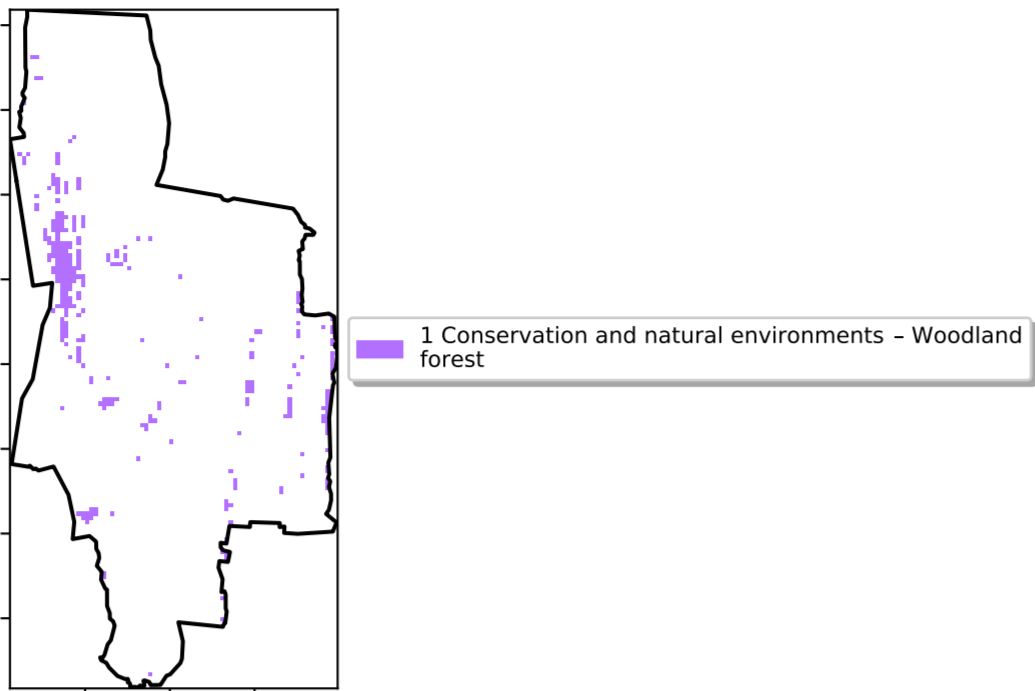 1 Conservation and natural environments – Woodland
forest